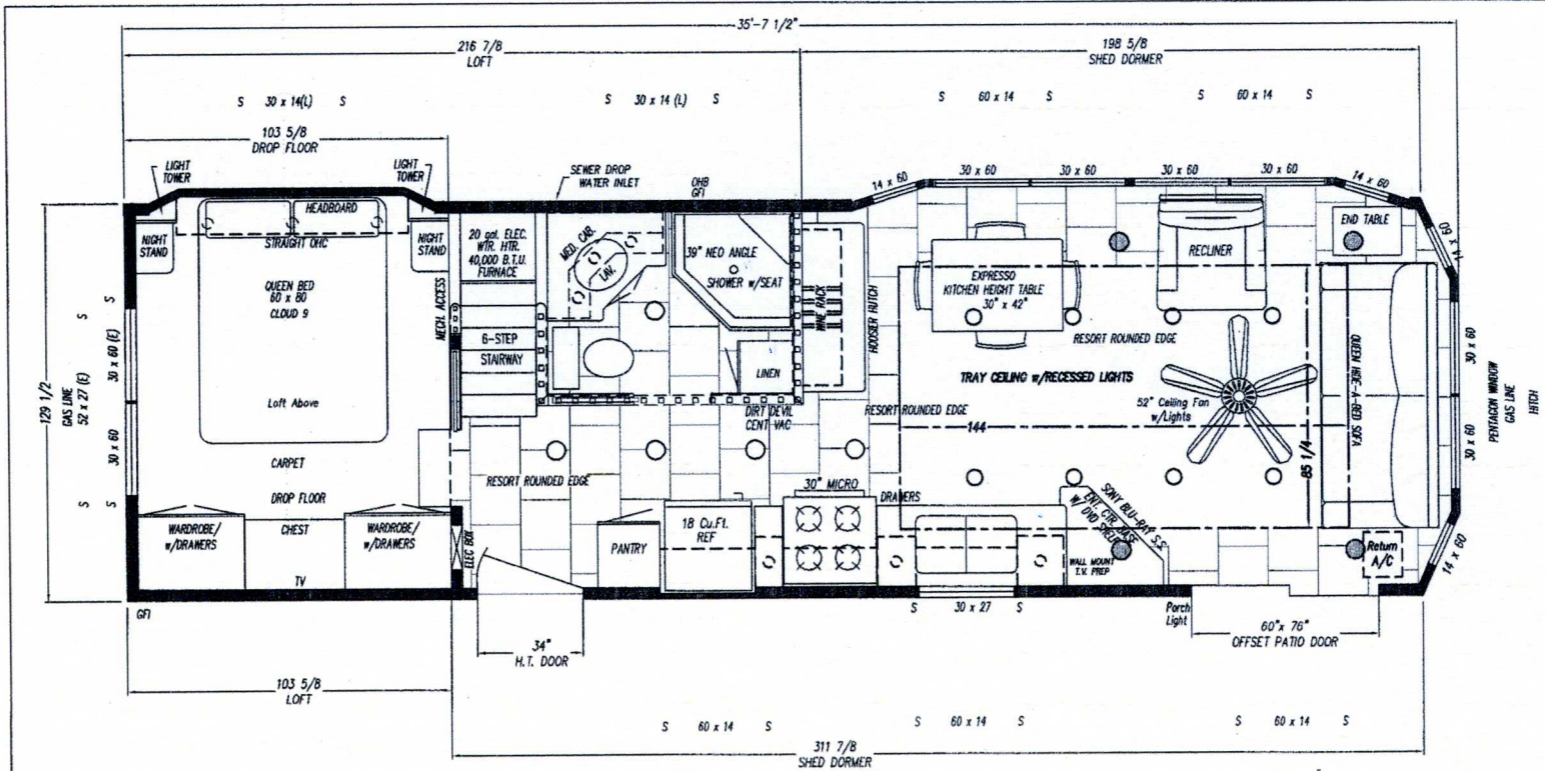 35'-7 1/2"
216 7/8
LOFT
198 5/8
SHED DORMER
S 30 x 14(L) S
S 30 x 14 (L) S
S 60 x 14 S
S 60 x 14 S
103 5/8
DROP FLOOR
LIGHT
TOWER
LIGHT
TOWER
SEWER DROP
WATER INLET
OHB
GFI
14 x 60
30 x 60
30 x 60
30 x 60
30 x 60
14 x 60
14 x 60
HEADBOARD
STRAIGHT OHC
NIGHT
STAND
NIGHT
STAND
20 gal. ELEC.
WTR. HTR.
40,000 B.T.U.
FURNACE
MED. CAB.
LAV.
39" NEO ANGLE
SHOWER w/SEAT
END TABLE
RECLINER
EXPRESSO
KITCHEN HEIGHT TABLE
30" x 42"
QUEEN BED
60 x 80
CLOUD 9
MECH. ACCESS
6-STEP
STAIRWAY
WINE RACK
HOOSIER HUTCH
LINEN
RESORT ROUNDED EDGE
TRAY CEILING w/RECESSED LIGHTS
QUEEN HIDE-A-BED SOFA
30 x 60
30 x 60
PENTAGON WINDOW
GAS LINE
HITCH
129 1/2
GAS LINE
52 x 27 (E)
S S
30 x 60 (E)
30 x 60
S S
Loft Above
DIRT DEVIL
CENT VAC
RESORT ROUNDED EDGE
52" Ceiling Fan
w/Lights
144
85 1/4
CARPET
DROP FLOOR
RESORT ROUNDED EDGE
30" MICRO
DRAWERS
SONY BLU-RAY S.S.
ENT. CTR. BASE
W/ DVD SHELF
WARDROBE/
w/DRAWERS
CHEST
WARDROBE/
w/DRAWERS
ELEC BOX
PANTRY
18 Cu.Ft.
REF
WALL MOUNT
T.V. PREP
Return
A/C
14 x 60
TV
GFI
S 30 x 27 S
Porch
Light
60"x 76"
OFFSET PATIO DOOR
34"
H.T. DOOR
103 5/8
LOFT
S 60 x 14 S
S 60 x 14 S
S 60 x 14 S
311 7/8
SHED DORMER